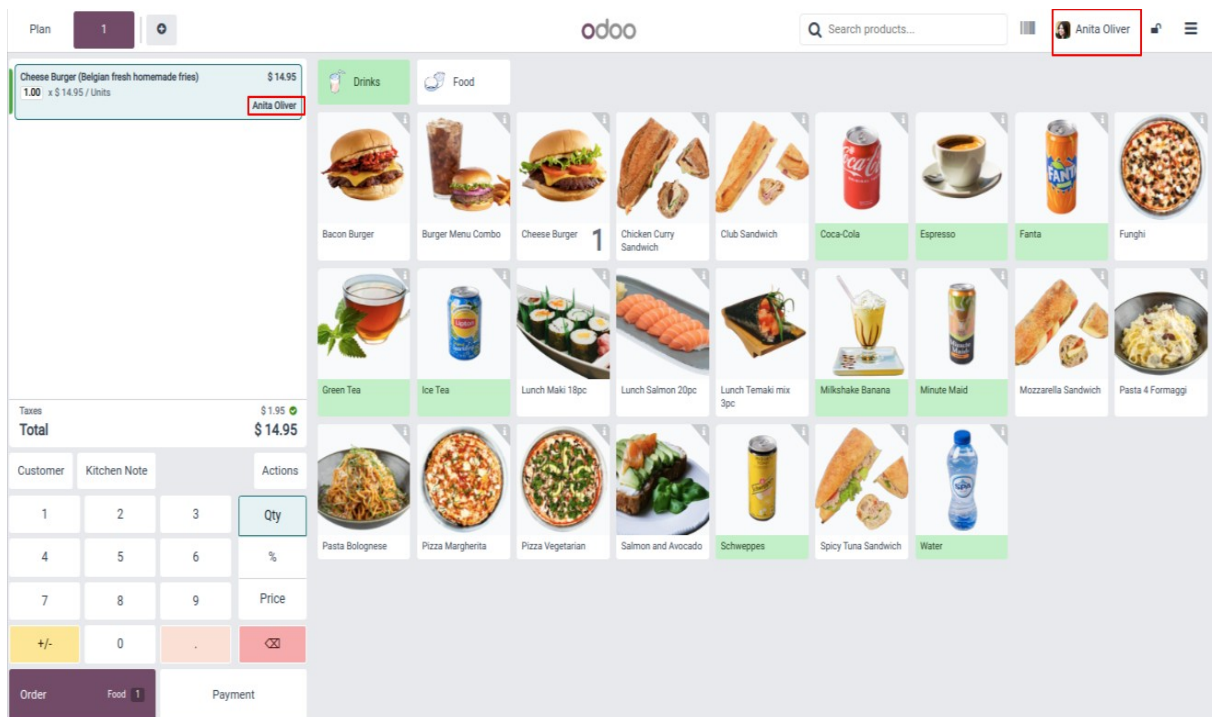 Plan
1
odoo
Search products...
Anita Oliver
Cheese Burger (Belgian fresh homemade fries)
$ 14.95
1.00 x $ 14.95 / Units
Anita Oliver
Taxes
$ 1.95
Total
$ 14.95
Customer
Kitchen Note
Actions
1
2
3
Qty
4
5
6
%
7
8
9
Price
+/-
0
.
Order
Food 1
Payment
Drinks
Food
Bacon Burger
Burger Menu Combo
Cheese Burger
1
Chicken Curry
Sandwich
Club Sandwich
Coca-Cola
Espresso
Fanta
Funghi
Green Tea
Ice Tea
Lunch Maki 18pc
Lunch Salmon 20pc
Lunch Temaki mix
3pc
Milkshake Banana
Minute Maid
Mozzarella Sandwich
Pasta 4 Formaggi
Pasta Bolognese
Pizza Margherita
Pizza Vegetarian
Salmon and Avocado
Schweppes
Spicy Tuna Sandwich
Water